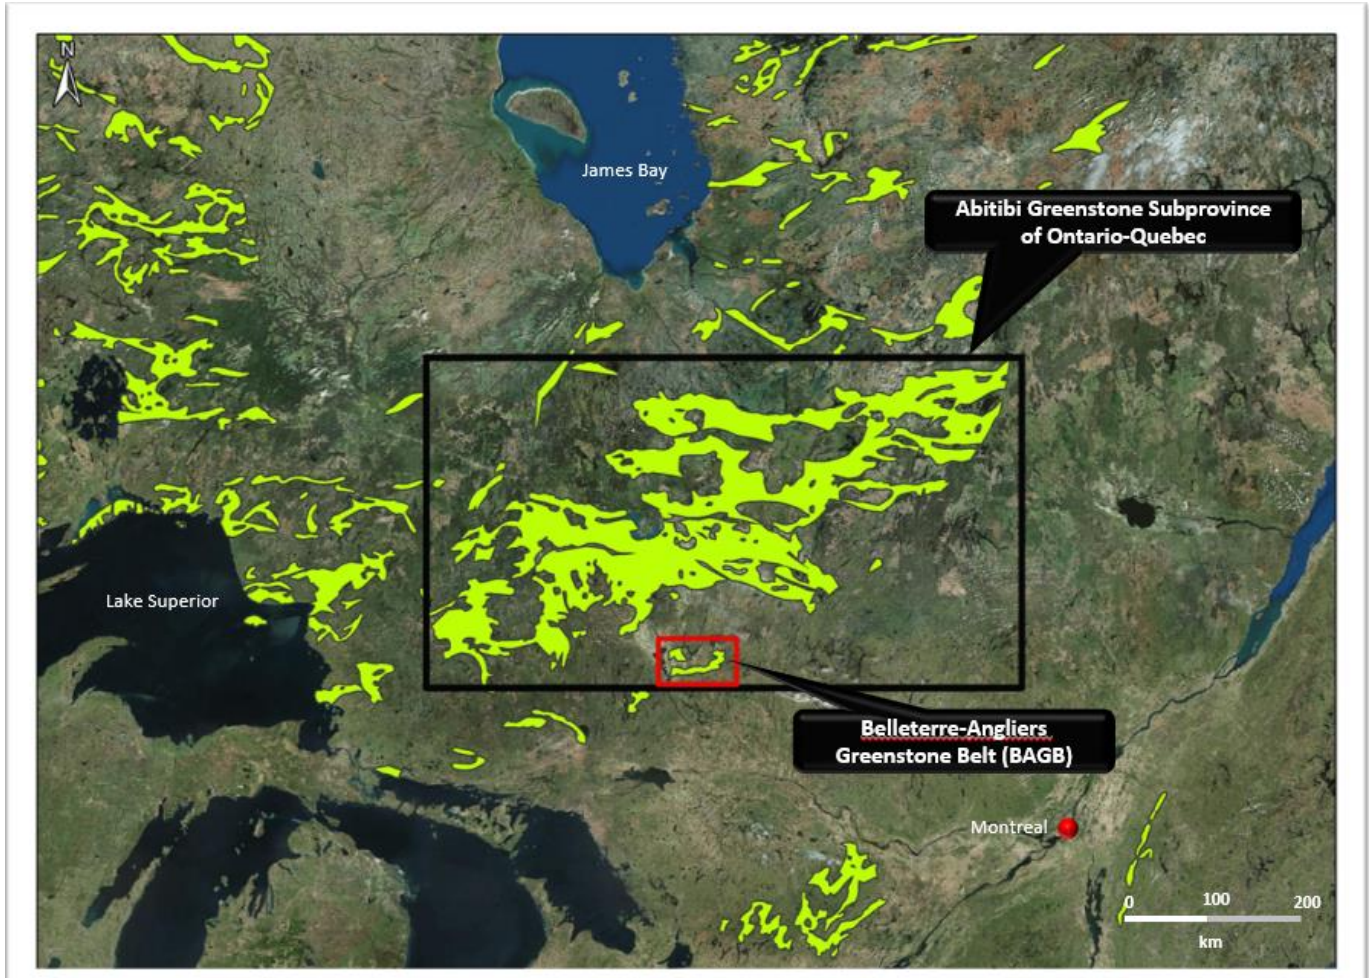 N
James Bay
Abitibi Greenstone Subprovince
of Ontario-Quebec
Lake Superior
Belleterre-Angliers
Greenstone Belt (BAGB)
Montreal
0 100 200
km